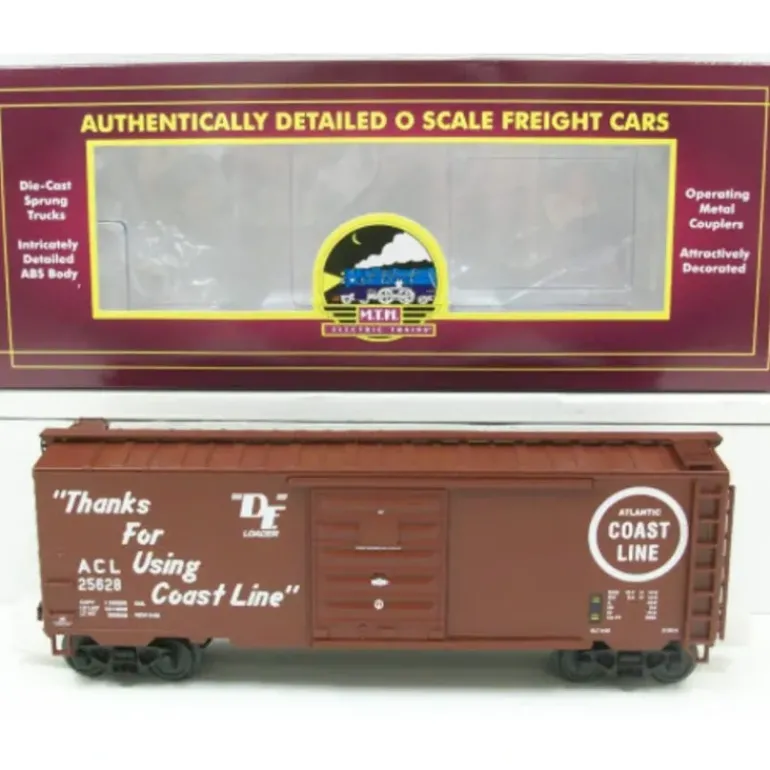 AUTHENTICALLY DETAILED O SCALE FREIGHT CARS
Die-Cast
Sprung
Trucks
Intricately
Detailed
ABS Body
Operating
Metal
Couplers
Attractively
Decorated
M.T.H.
ELECTRIC TRAINS
"Thanks
For
Using
Coast Line"
ACL
25628
"DF"
LOADER
ATLANTIC
COAST
LINE